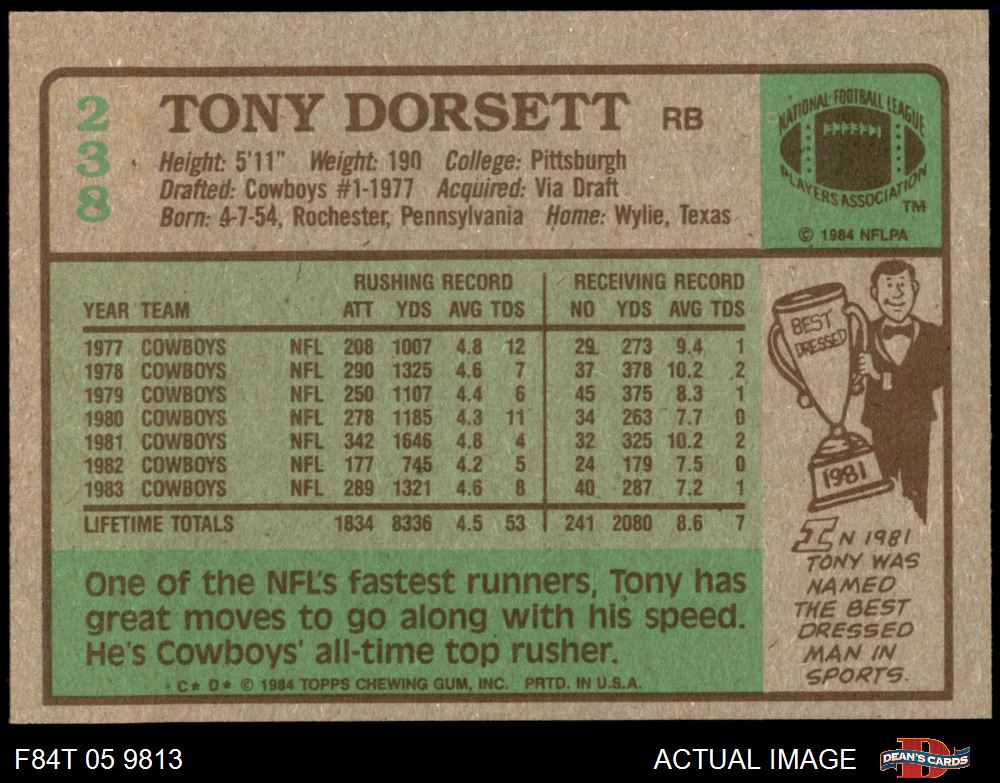 238
TONY DORSETT RB
Height: 5'11" Weight: 190 College: Pittsburgh
Drafted: Cowboys #1-1977 Acquired: Via Draft
Born: 4-7-54, Rochester, Pennsylvania Home: Wylie, Texas
NATIONAL FOOTBALL LEAGUE
PLAYERS ASSOCIATION TM
© 1984 NFLPA
RUSHING RECORD RECEIVING RECORD
YEAR TEAM ATT YDS AVG TDS NO YDS AVG TDS
1977 COWBOYS NFL 208 1007 4.8 12 29 273 9.4 1
1978 COWBOYS NFL 290 1325 4.6 7 37 378 10.2 2
1979 COWBOYS NFL 250 1107 4.4 6 45 375 8.3 1
1980 COWBOYS NFL 278 1185 4.3 11 34 263 7.7 0
1981 COWBOYS NFL 342 1646 4.8 4 32 325 10.2 2
1982 COWBOYS NFL 177 745 4.2 5 24 179 7.5 0
1983 COWBOYS NFL 289 1321 4.6 8 40 287 7.2 1
LIFETIME TOTALS 1834 8336 4.5 53 241 2080 8.6 7
One of the NFL's fastest runners, Tony has
great moves to go along with his speed.
He's Cowboys' all-time top rusher.
C* D* © 1984 TOPPS CHEWING GUM, INC. PRTD. IN U.S.A.
BEST
DRESSED
1981
IN 1981
TONY WAS
NAMED
THE BEST
DRESSED
MAN IN
SPORTS.
F84T 05 9813
ACTUAL IMAGE
DEAN'S CARDS